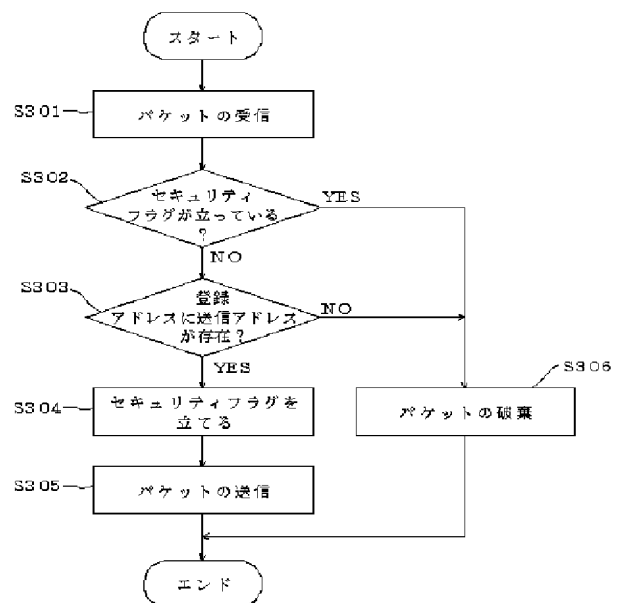 スタート
S301
パケットの受信
S302
セキュリティ
フラグが立っている
?
YES
NO
S303
登録
アドレスに送信アドレス
が存在?
NO
YES
S304
セキュリティフラグを
立てる
S306
パケットの破棄
S305
パケットの送信
エンド